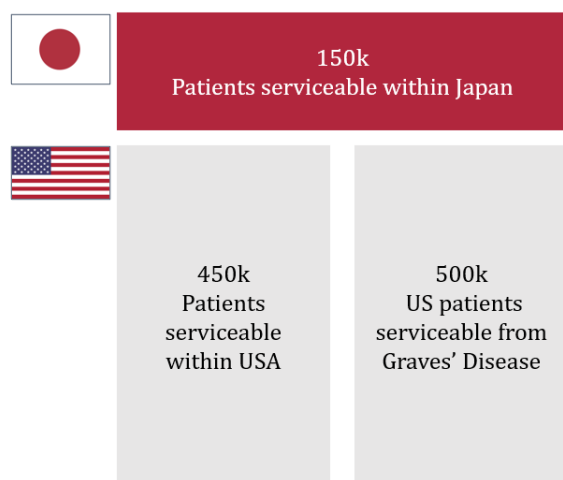 150k
Patients serviceable within Japan
450k
Patients
serviceable
within USA
500k
US patients
serviceable from
Graves’ Disease